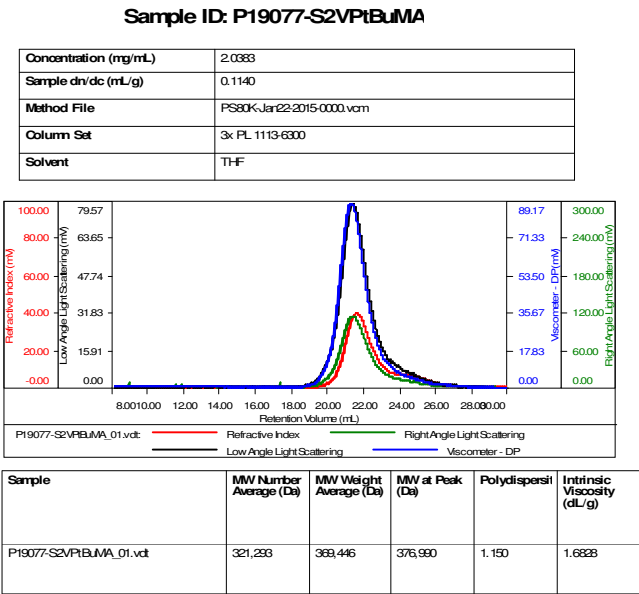 Sample ID: P19077-S2VPtBuMA
Concentration (mg/mL) 2.0383
Sample dn/dc (mL/g) 0.1140
Method File PS80K-Jan22-2015-0000.vcm
Column Set 3x PL 1113-6300
Solvent THF
100.00 79.57 89.17 300.00
80.00 63.65 71.33 240.00
60.00 47.74 53.50 180.00
40.00 31.83 35.67 120.00
20.00 15.91 17.83 60.00
-0.00 0.00 0.00 0.00
Refractive Index (mV)
Low Angle Light Scattering (mV)
Viscometer - DP (mV)
Right Angle Light Scattering (mV)
8.00 10.00 12.00 14.00 16.00 18.00 20.00 22.00 24.00 26.00 28.00 30.00
Retention Volume (mL)
P19077-S2VPtBuMA_01.vdt: Refractive Index Right Angle Light Scattering
Low Angle Light Scattering Viscometer - DP
Sample MW Number Average (Da) MW Weight Average (Da) MW at Peak (Da) Polydispersit Intrinsic Viscosity (dL/g)
P19077-S2VPtBuMA_01.vdt 321,293 369,446 376,990 1.150 1.6828